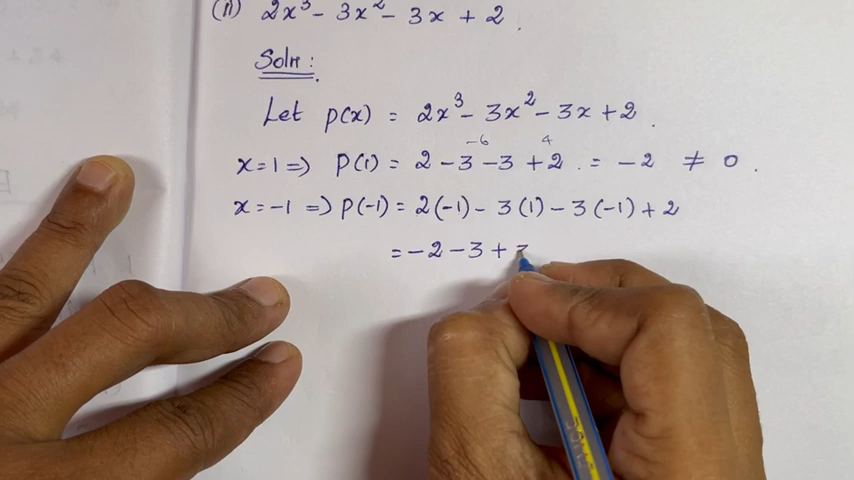 (ii) 2x³ - 3x² - 3x + 2.
Soln:
Let p(x) = 2x³ - 3x² - 3x + 2.
-6 4
x=1 ⇒ P(1) = 2 - 3 - 3 + 2 . = -2 ≠ 0.
x=-1 ⇒ P(-1) = 2(-1) - 3(1) - 3(-1) + 2
= -2 - 3 + 3